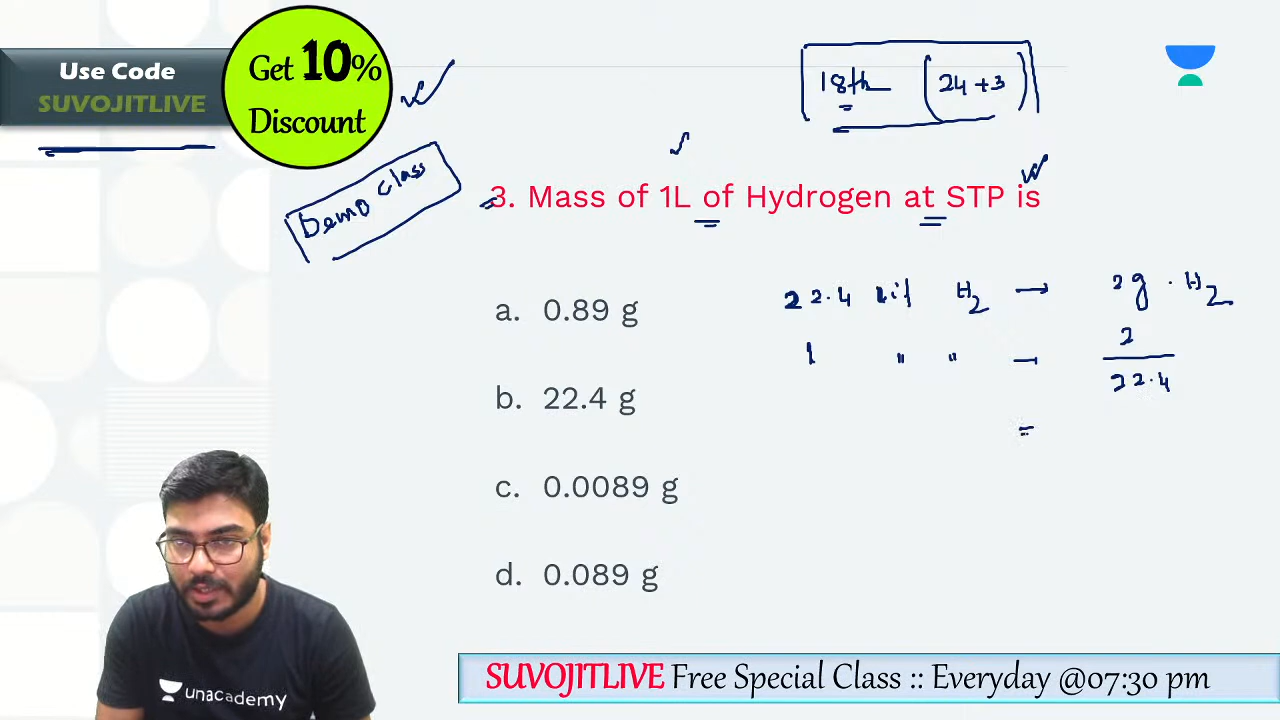 Use Code
SUVOJITLIVE
Get 10%
Discount
18th (24+3)
Demo Class
3. Mass of 1L of Hydrogen at STP is
a. 0.89 g
b. 22.4 g
c. 0.0089 g
d. 0.089 g
22.4 lit H2 → 2g. H2
1 " " — 2/22.4
=
unacademy
SUVOJITLIVE Free Special Class :: Everyday @07:30 pm